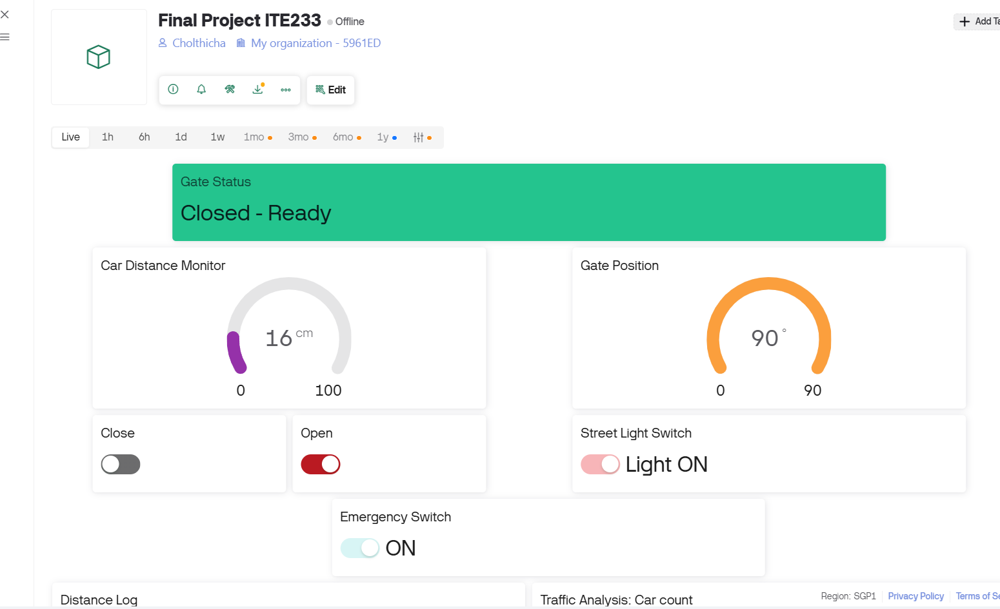 Final Project ITE233 Offline
Cholthicha My organization - 5961ED
Add Ta
Edit
Live 1h 6h 1d 1w 1mo 3mo 6mo 1y
Gate Status
Closed - Ready
Car Distance Monitor
16 cm
0 100
Gate Position
90 °
0 90
Close
Open
Street Light Switch
Light ON
Emergency Switch
ON
Distance Log
Traffic Analysis: Car count
Region: SGP1 Privacy Policy Terms of Se